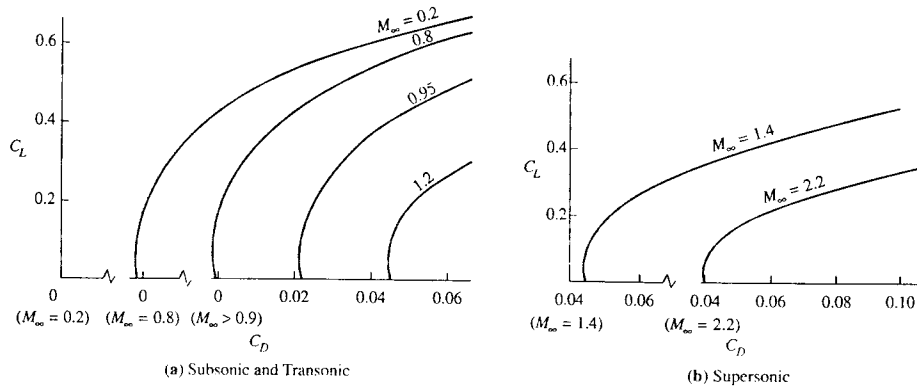 M∞ = 0.2
0.6
0.8
0.95
C_L
0.4
1.2
0.2
0
0
0
0.02
0.04
0.06
(M∞ = 0.2)
(M∞ = 0.8)
(M∞ > 0.9)
C_D
(a) Subsonic and Transonic
0.6
M∞ = 1.4
C_L
0.4
M∞ = 2.2
0.2
0.04
0.06
0.04
0.06
0.08
0.10
(M∞ = 1.4)
(M∞ = 2.2)
C_D
(b) Supersonic